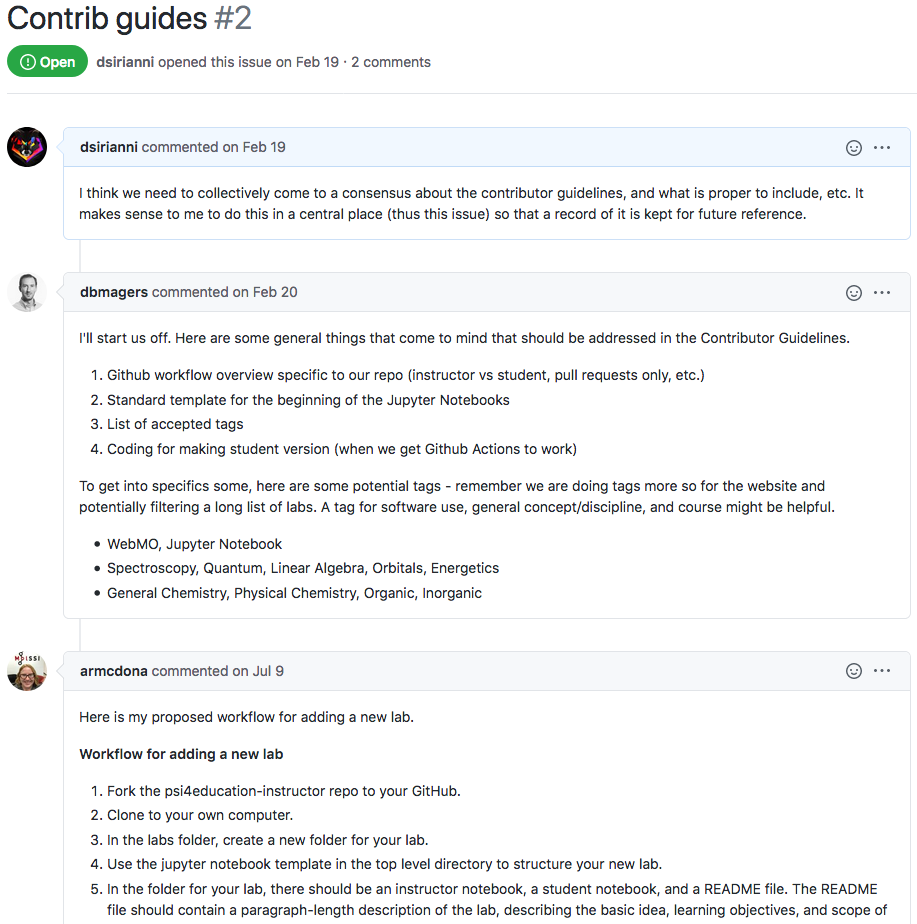 Contrib guides #2
Open dsirianni opened this issue on Feb 19 · 2 comments
dsirianni commented on Feb 19
I think we need to collectively come to a consensus about the contributor guidelines, and what is proper to include, etc. It
makes sense to me to do this in a central place (thus this issue) so that a record of it is kept for future reference.
dbmagers commented on Feb 20
I'll start us off. Here are some general things that come to mind that should be addressed in the Contributor Guidelines.
1. Github workflow overview specific to our repo (instructor vs student, pull requests only, etc.)
2. Standard template for the beginning of the Jupyter Notebooks
3. List of accepted tags
4. Coding for making student version (when we get Github Actions to work)
To get into specifics some, here are some potential tags - remember we are doing tags more so for the website and
potentially filtering a long list of labs. A tag for software use, general concept/discipline, and course might be helpful.
• WebMO, Jupyter Notebook
• Spectroscopy, Quantum, Linear Algebra, Orbitals, Energetics
• General Chemistry, Physical Chemistry, Organic, Inorganic
armcdona commented on Jul 9
Here is my proposed workflow for adding a new lab.
Workflow for adding a new lab
1. Fork the psi4education-instructor repo to your GitHub.
2. Clone to your own computer.
3. In the labs folder, create a new folder for your lab.
4. Use the jupyter notebook template in the top level directory to structure your new lab.
5. In the folder for your lab, there should be an instructor notebook, a student notebook, and a README file. The README
file should contain a paragraph-length description of the lab, describing the basic idea, learning objectives, and scope of